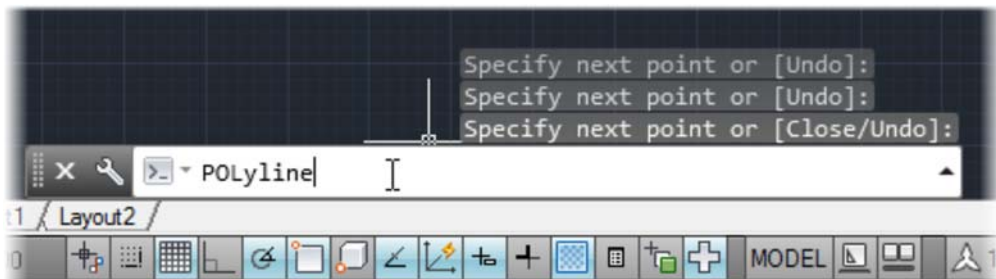 Specify next point or [Undo]:
Specify next point or [Undo]:
Specify next point or [Close/Undo]:
POLyline
Layout2
MODEL